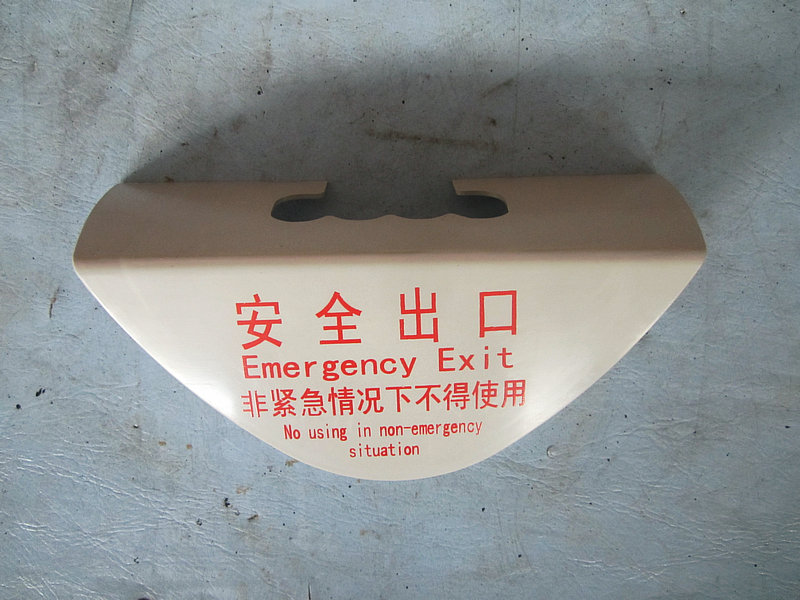 安全出口
Emergency Exit
非紧急情况下不得使用
No using in non-emergency
situation